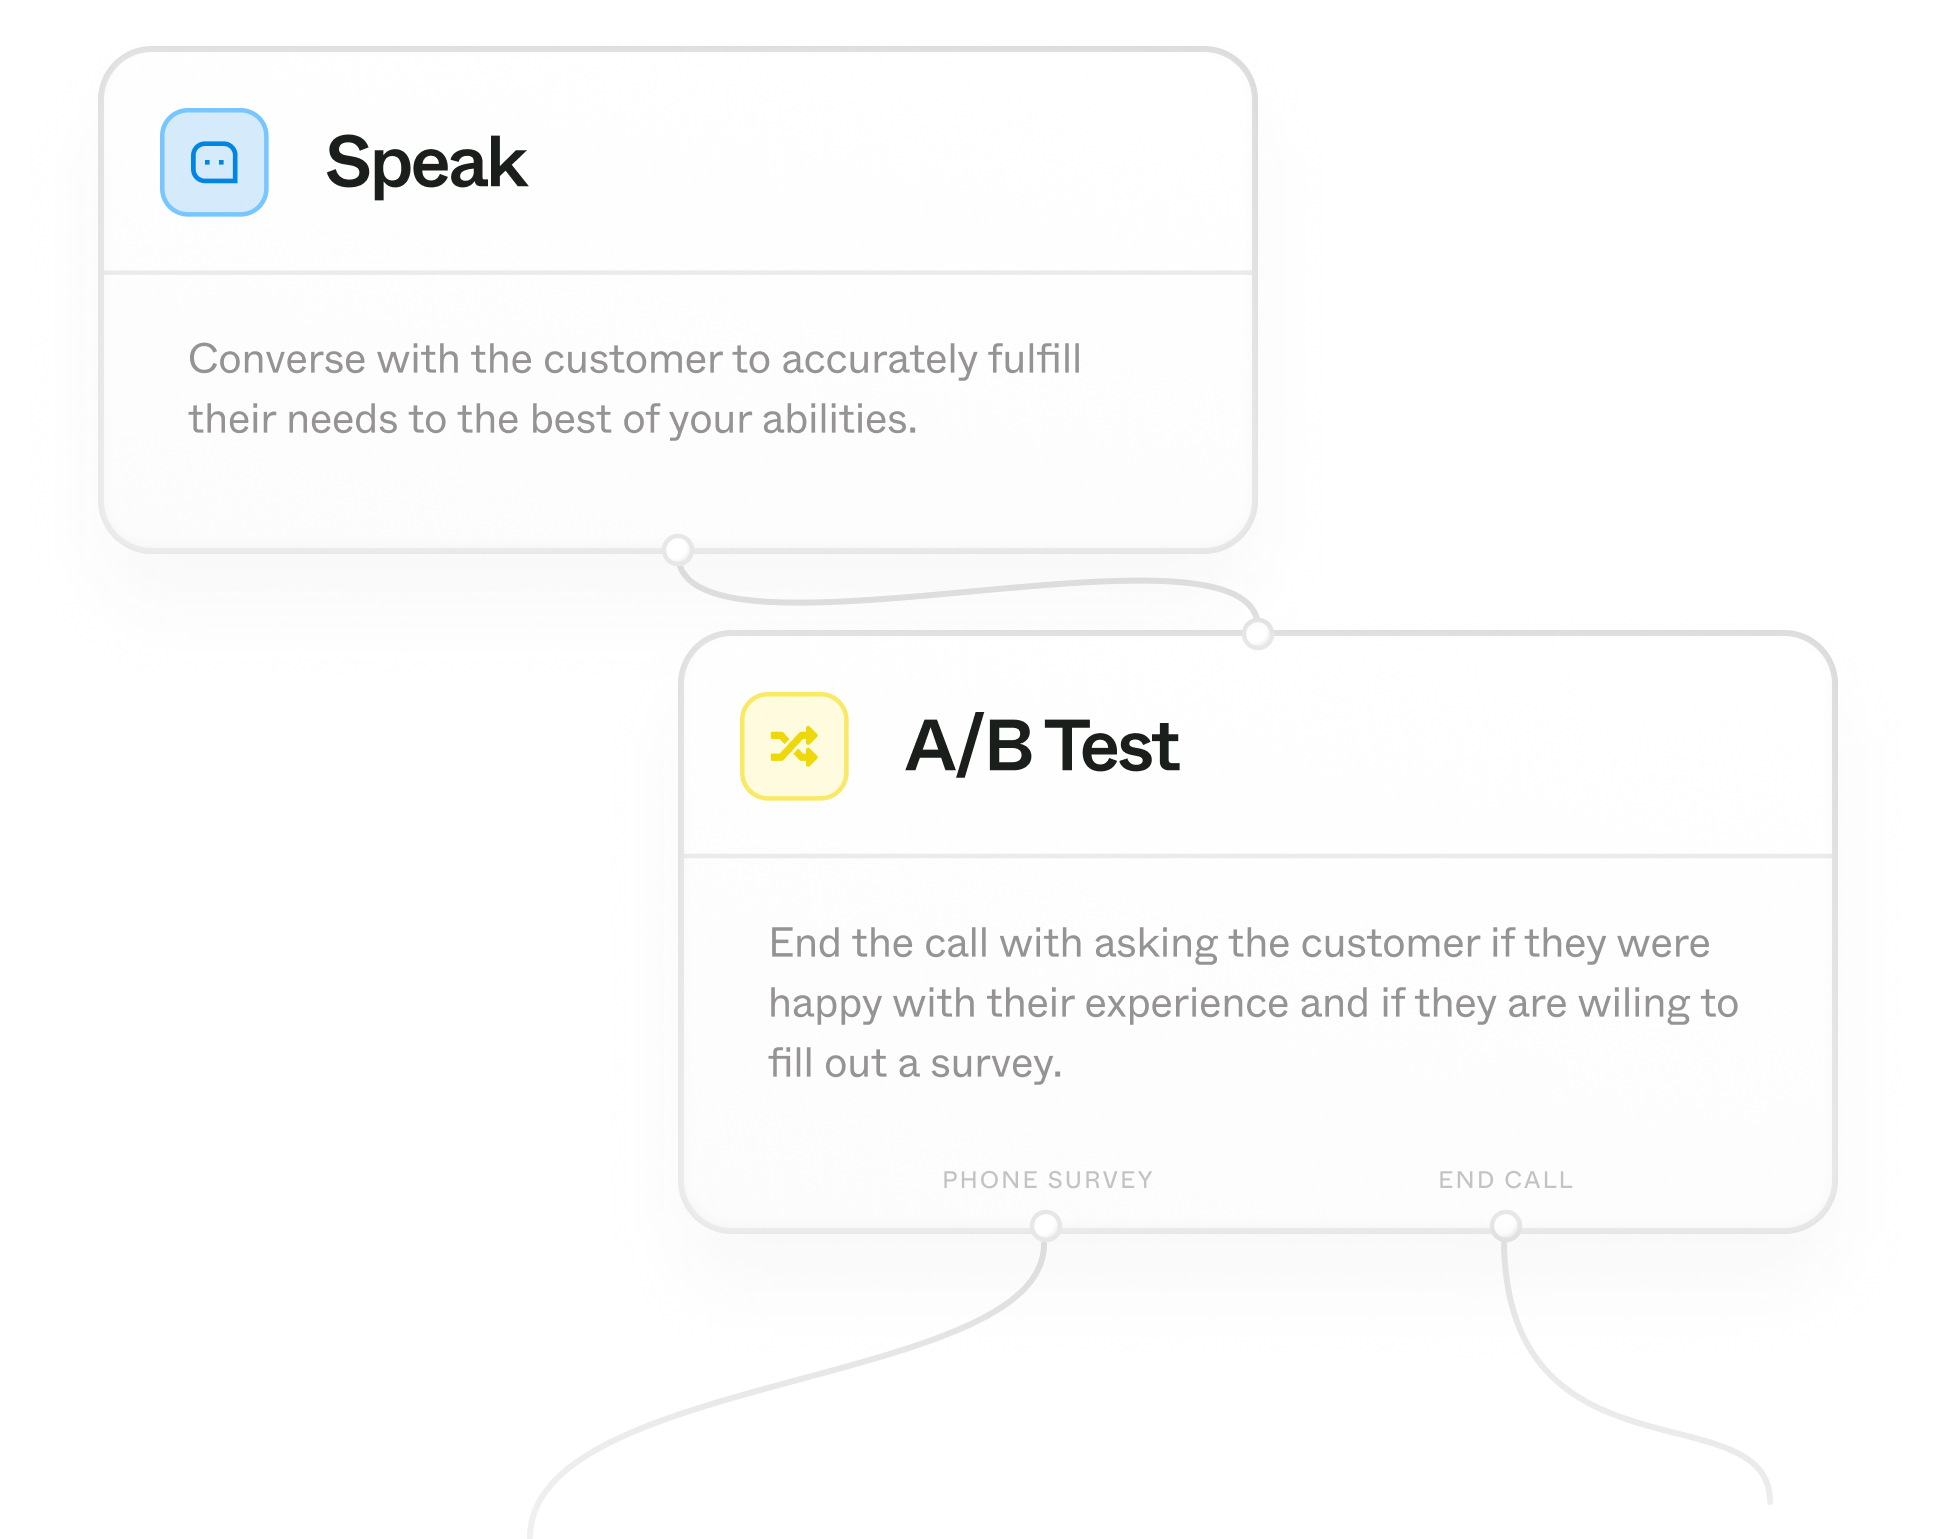 Speak
Converse with the customer to accurately fulfill
their needs to the best of your abilities.
A/B Test
End the call with asking the customer if they were
happy with their experience and if they are wiling to
fill out a survey.
PHONE SURVEY
END CALL